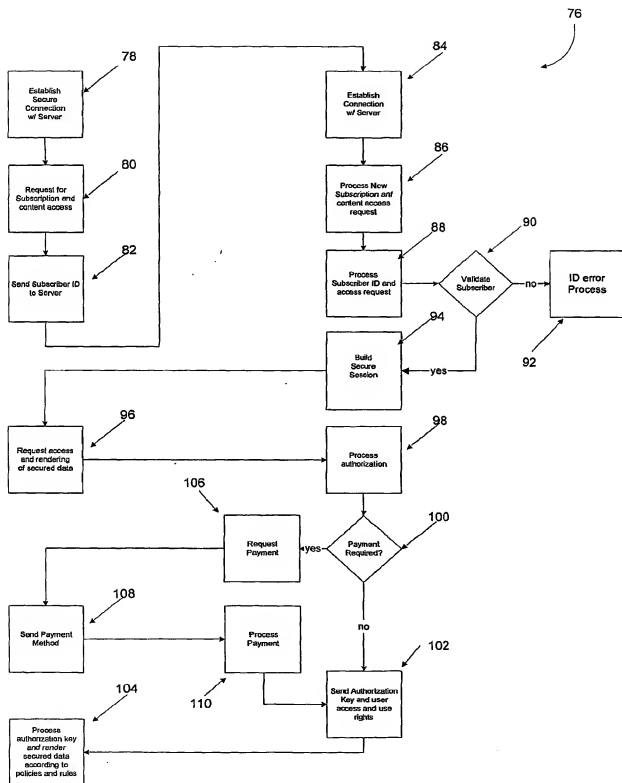 76
78
Establish
Secure
Connection
w/ Server
84
Establish
Connection
w/Server
80
Request for
Subscription and
content access
86
Process New
Subscription and
content access
request
82
Send Subscriber ID
to Server
88
Process
Subscriber ID and
access request
90
Validate
Subscriber
no
ID error
Process
92
94
Build
Secure
Session
yes
96
Request access
and rendering
of secured data
98
Process
authorization
106
Request
Payment
yes
Payment
Required?
100
108
Send Payment
Method
Process
Payment
110
no
102
Send Authorization
Key and user
access and use
rights
104
Process
authorization key
and render
secured data
according to
policies and rules